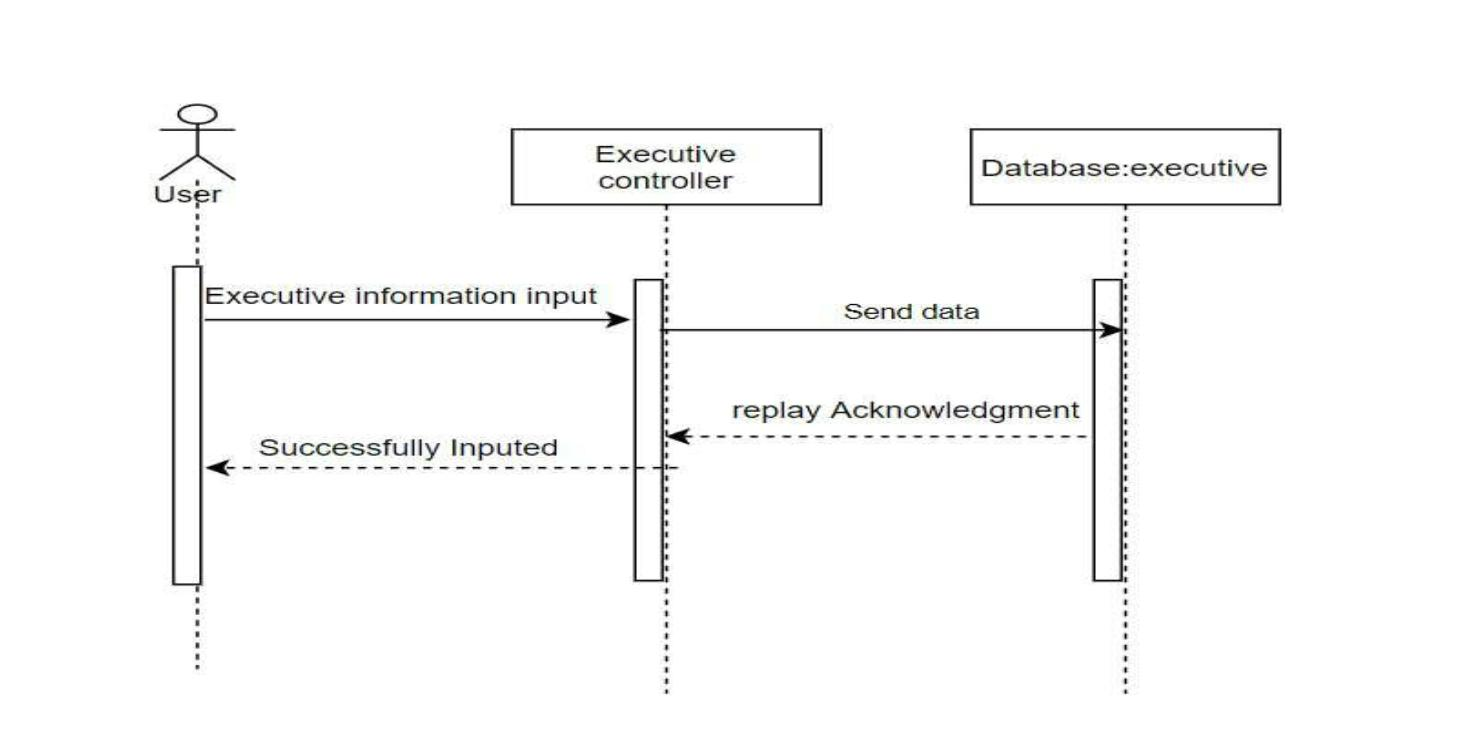 User
Executive
controller
Database:executive
Executive information input
Send data
replay Acknowledgment
Successfully Inputed